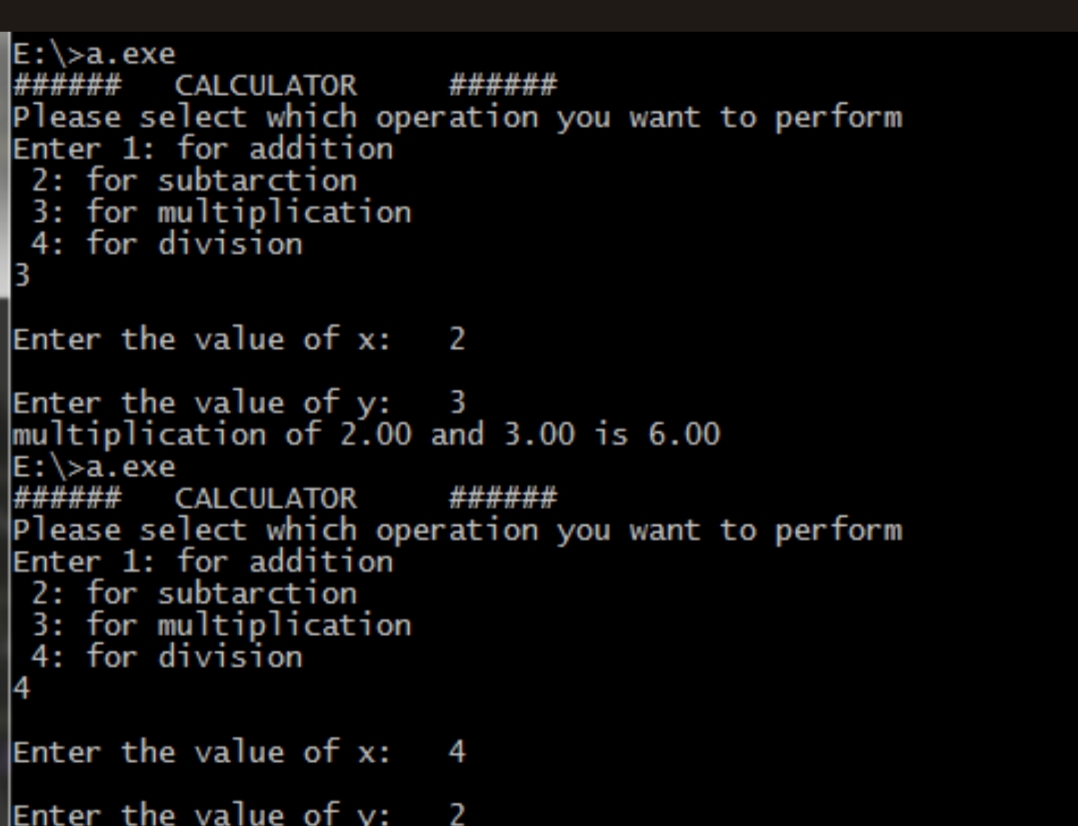 E:\>a.exe
######   CALCULATOR     ######
Please select which operation you want to perform
Enter 1: for addition
 2: for subtarction
 3: for multiplication
 4: for division
3
Enter the value of x:   2
Enter the value of y:   3
multiplication of 2.00 and 3.00 is 6.00
E:\>a.exe
######   CALCULATOR     ######
Please select which operation you want to perform
Enter 1: for addition
 2: for subtarction
 3: for multiplication
 4: for division
4
Enter the value of x:   4
Enter the value of y:   2